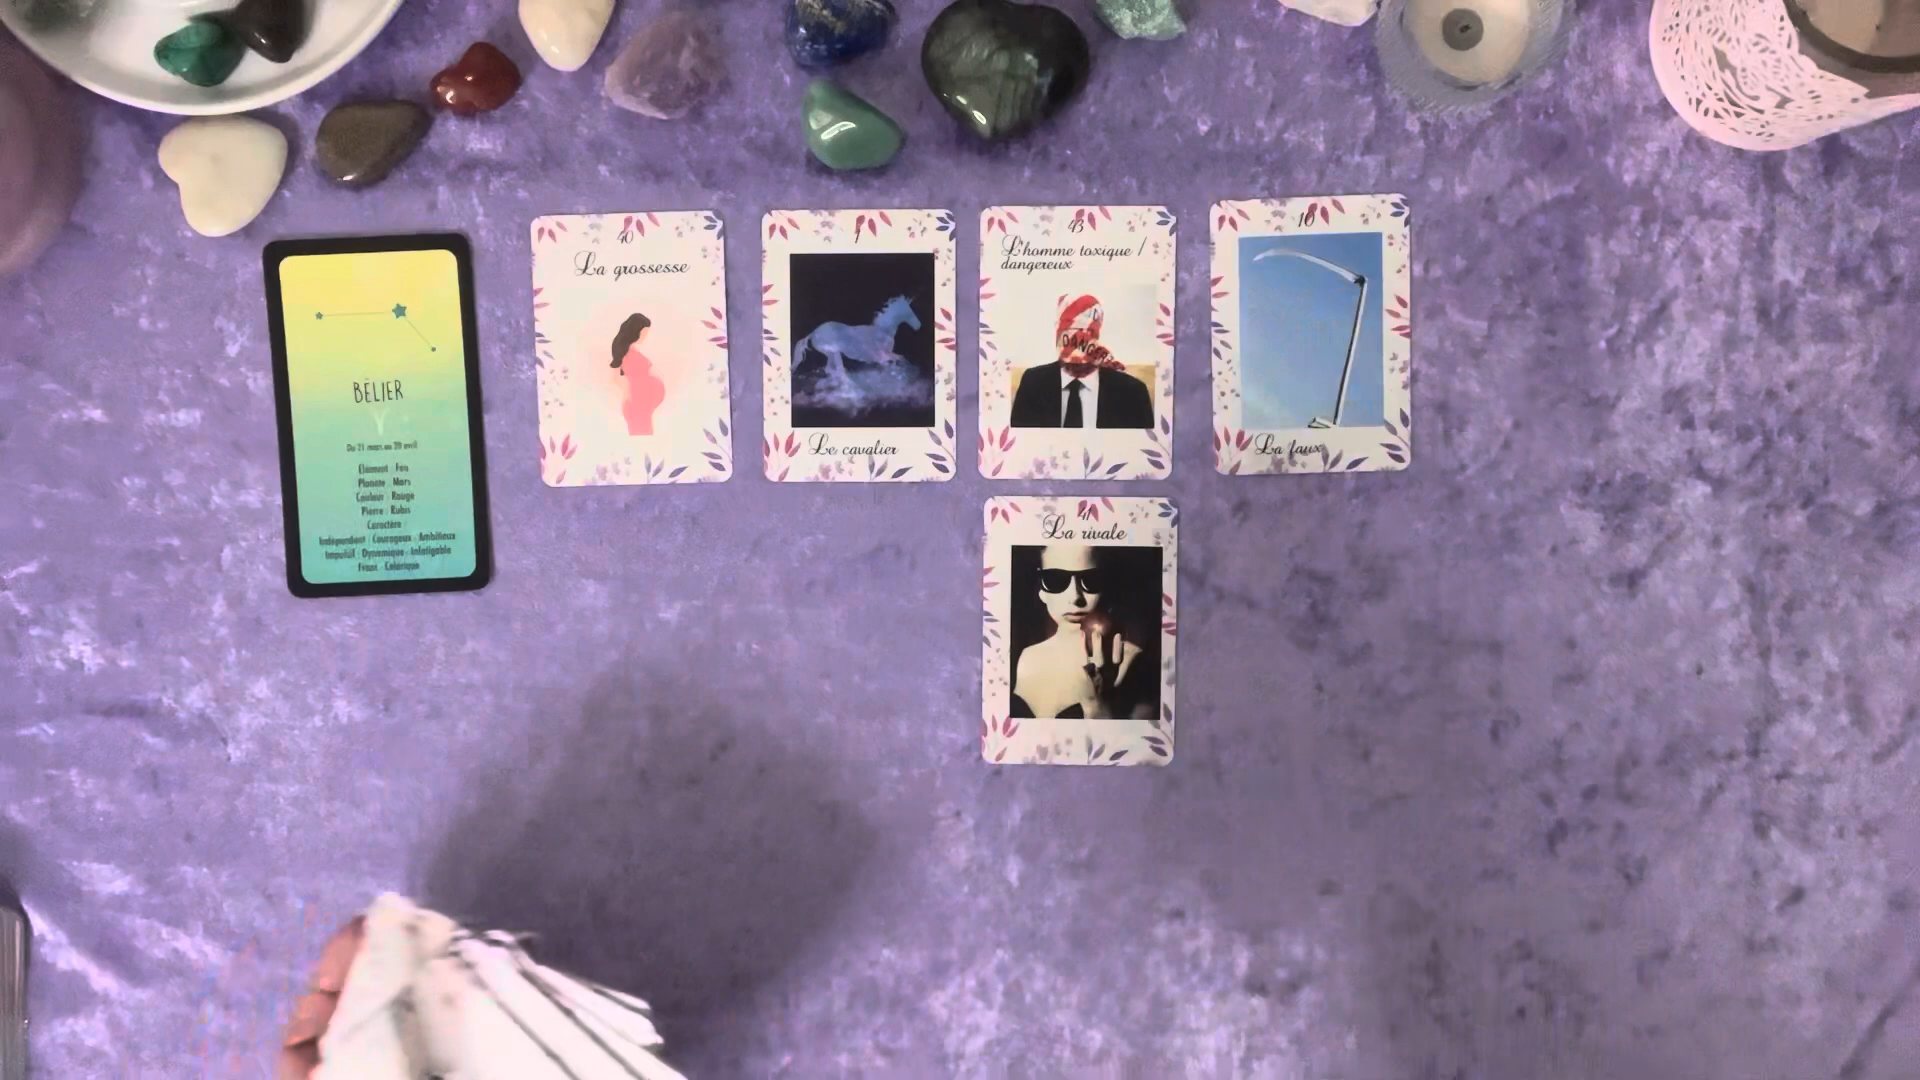 BÉLIER
Du 21 mars au 20 avril
Élément : Feu
Planète : Mars
Couleur : Rouge
Pierre : Rubis
Caractère :
Indépendant | Courageux | Ambitieux
Impulsif | Dynamique | Infatigable
Franc | Colérique
40
La grossesse
1
Le cavalier
43
L'homme toxique /
dangereux
DANGER
10
La faux
41
La rivale